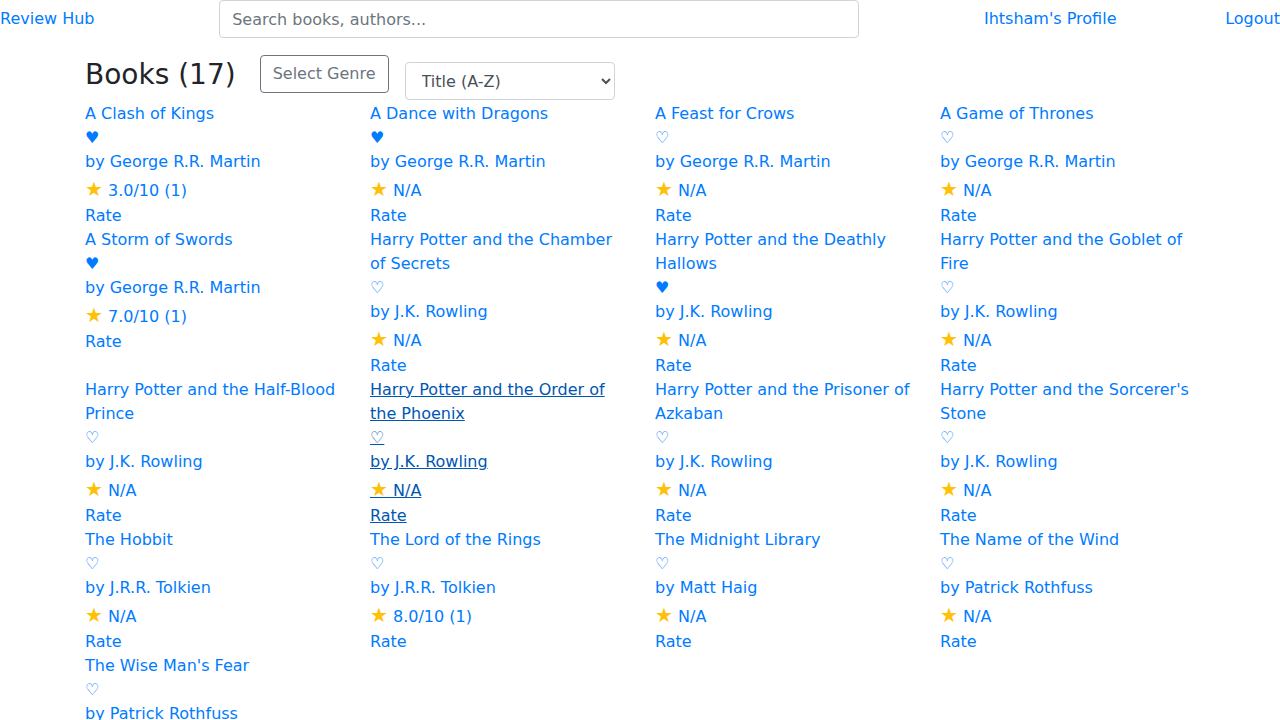 Review Hub
Search books, authors...
Ihtsham's Profile
Logout
Books (17)
Select Genre
Title (A-Z)
A Clash of Kings
♥
by George R.R. Martin
★ 3.0/10 (1)
Rate
A Dance with Dragons
♥
by George R.R. Martin
★ N/A
Rate
A Feast for Crows
♡
by George R.R. Martin
★ N/A
Rate
A Game of Thrones
♡
by George R.R. Martin
★ N/A
Rate
A Storm of Swords
♥
by George R.R. Martin
★ 7.0/10 (1)
Rate
Harry Potter and the Chamber
of Secrets
♡
by J.K. Rowling
★ N/A
Rate
Harry Potter and the Deathly
Hallows
♥
by J.K. Rowling
★ N/A
Rate
Harry Potter and the Goblet of
Fire
♡
by J.K. Rowling
★ N/A
Rate
Harry Potter and the Half-Blood
Prince
♡
by J.K. Rowling
★ N/A
Rate
Harry Potter and the Order of
the Phoenix
♡
by J.K. Rowling
★ N/A
Rate
Harry Potter and the Prisoner of
Azkaban
♡
by J.K. Rowling
★ N/A
Rate
Harry Potter and the Sorcerer's
Stone
♡
by J.K. Rowling
★ N/A
Rate
The Hobbit
♡
by J.R.R. Tolkien
★ N/A
Rate
The Lord of the Rings
♡
by J.R.R. Tolkien
★ 8.0/10 (1)
Rate
The Midnight Library
♡
by Matt Haig
★ N/A
Rate
The Name of the Wind
♡
by Patrick Rothfuss
★ N/A
Rate
The Wise Man's Fear
♡
by Patrick Rothfuss